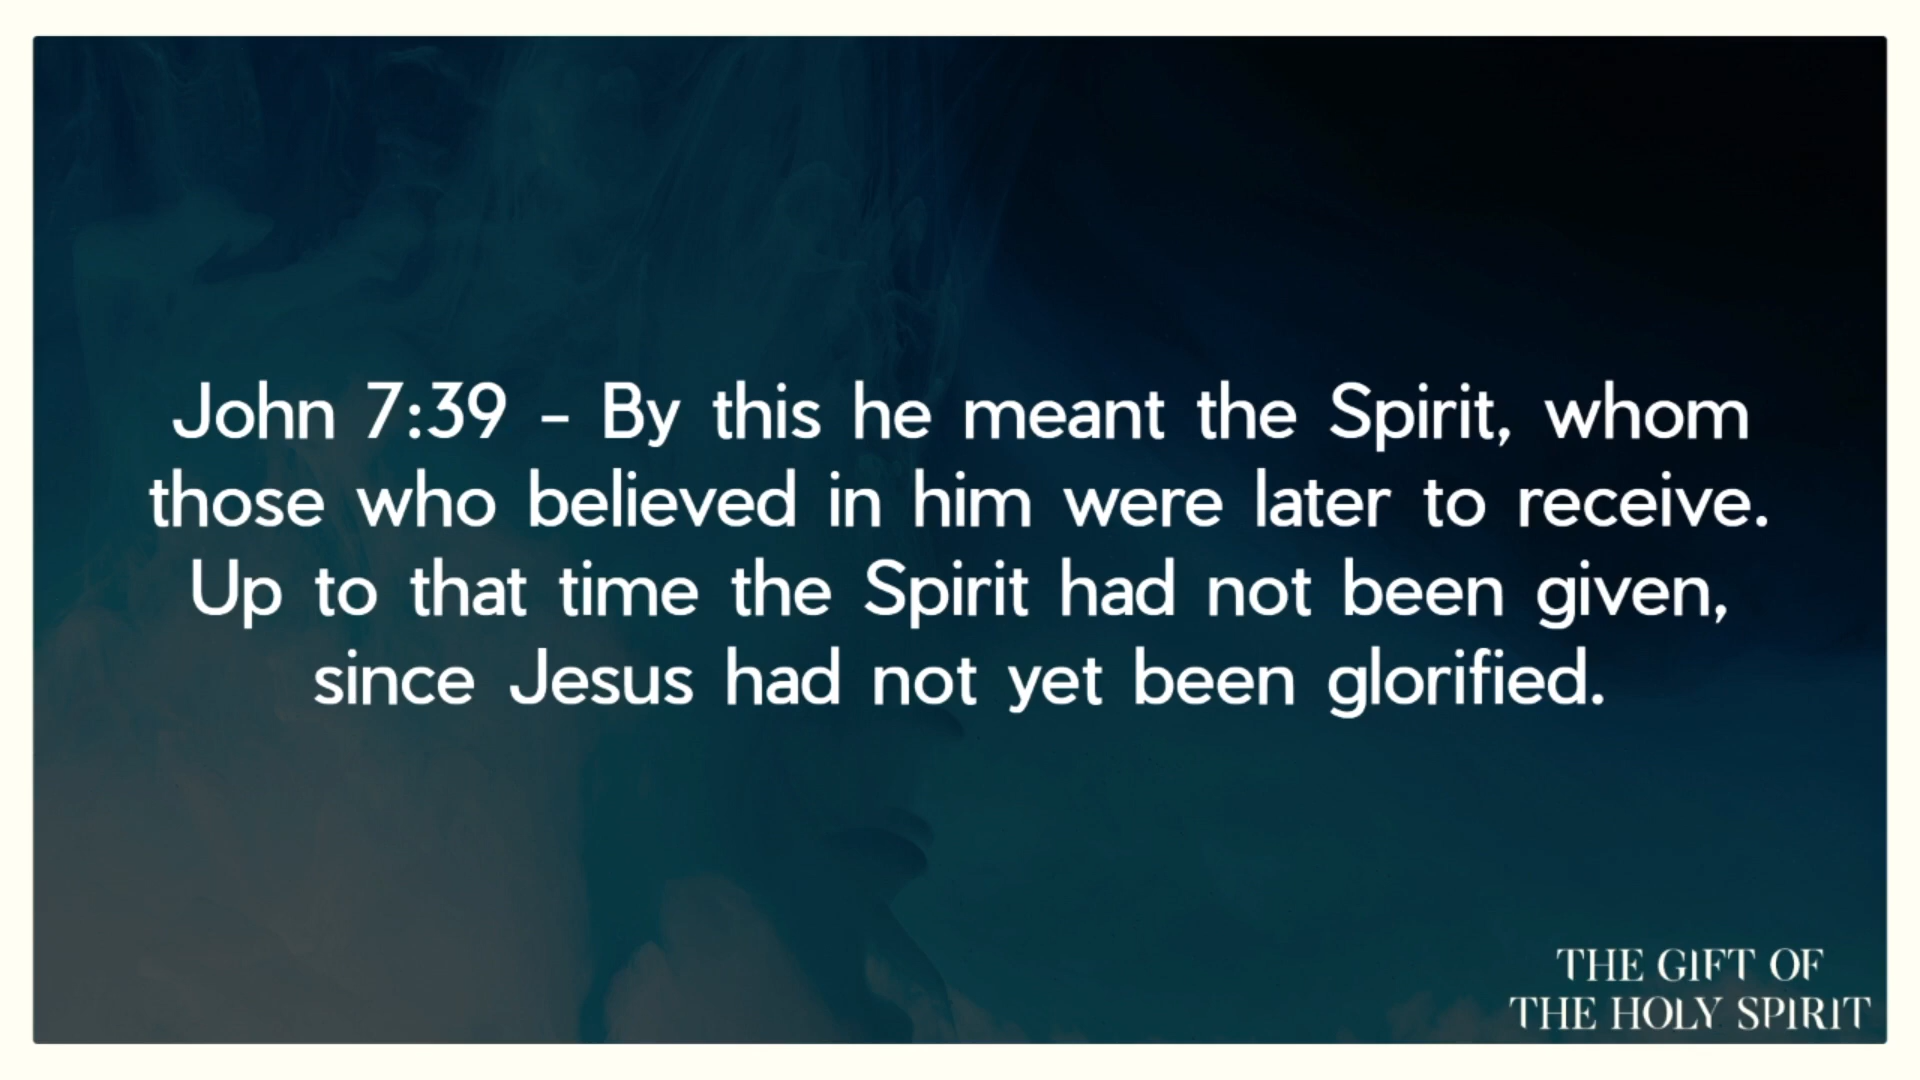 John 7:39 - By this he meant the Spirit, whom
those who believed in him were later to receive.
Up to that time the Spirit had not been given,
since Jesus had not yet been glorified.
THE GIFT OF
THE HOLY SPIRIT